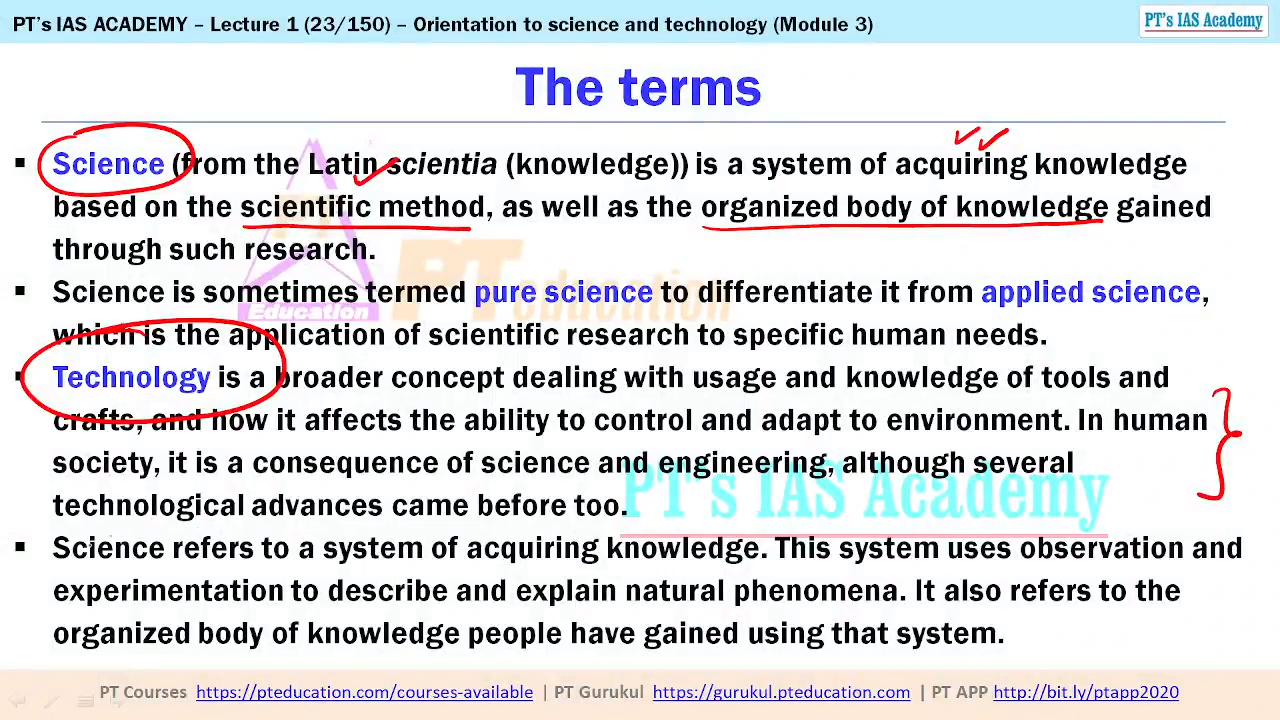 PT's IAS ACADEMY – Lecture 1 (23/150) – Orientation to science and technology (Module 3)
PT's IAS Academy
The terms
▪ Science (from the Latin scientia (knowledge)) is a system of acquiring knowledge
based on the scientific method, as well as the organized body of knowledge gained
through such research.
▪ Science is sometimes termed pure science to differentiate it from applied science,
which is the application of scientific research to specific human needs.
▪ Technology is a broader concept dealing with usage and knowledge of tools and
crafts, and how it affects the ability to control and adapt to environment. In human
society, it is a consequence of science and engineering, although several
technological advances came before too.
▪ Science refers to a system of acquiring knowledge. This system uses observation and
experimentation to describe and explain natural phenomena. It also refers to the
organized body of knowledge people have gained using that system.
PT education
Education
PT's IAS Academy
PT Courses https://pteducation.com/courses-available | PT Gurukul https://gurukul.pteducation.com | PT APP http://bit.ly/ptapp2020